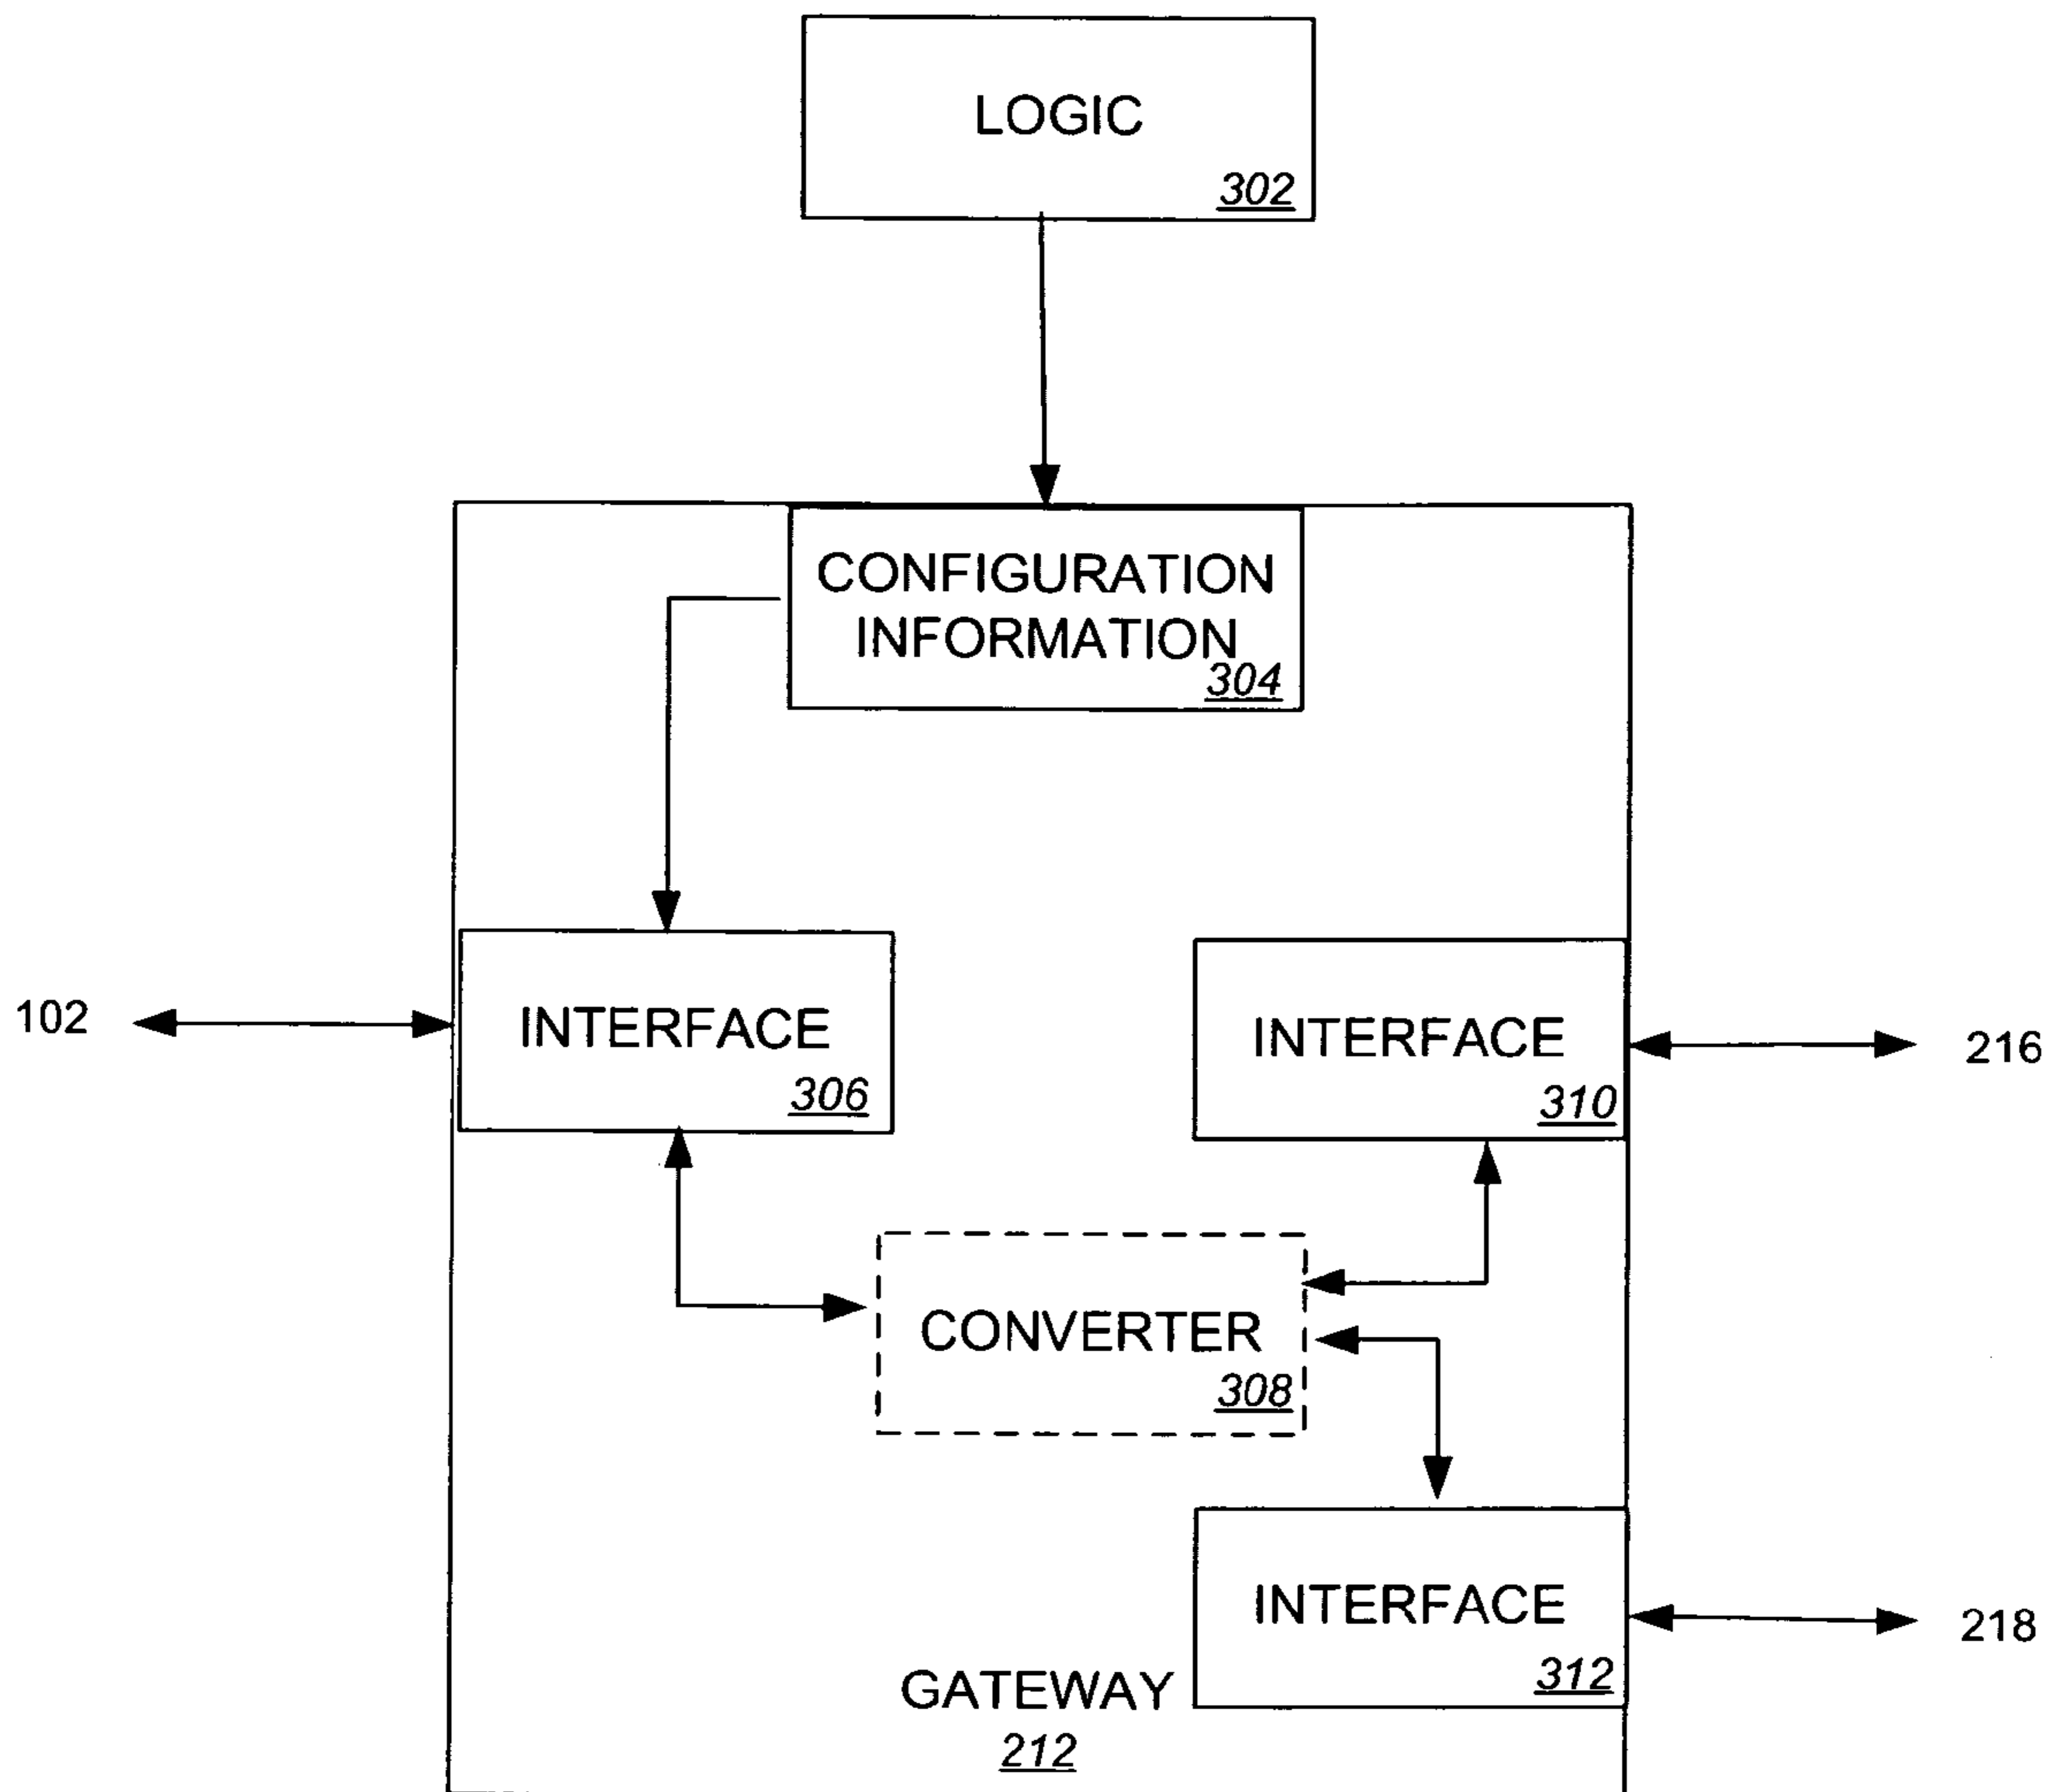 LOGIC
302
CONFIGURATION
INFORMATION
304
102
INTERFACE
306
INTERFACE
310
216
CONVERTER
308
INTERFACE
312
218
GATEWAY
212